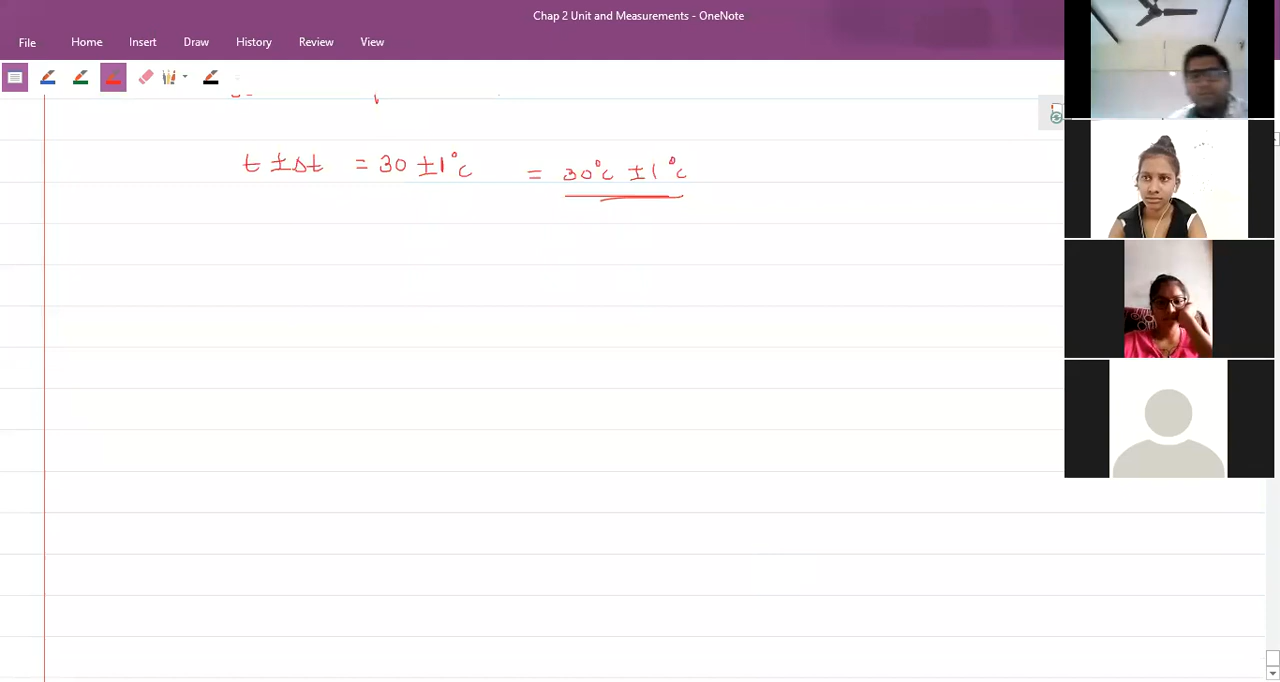 Chap 2 Unit and Measurements - OneNote
File Home Insert Draw History Review View
t ± Δt = 30 ± 1°c = 30°c ± 1°c